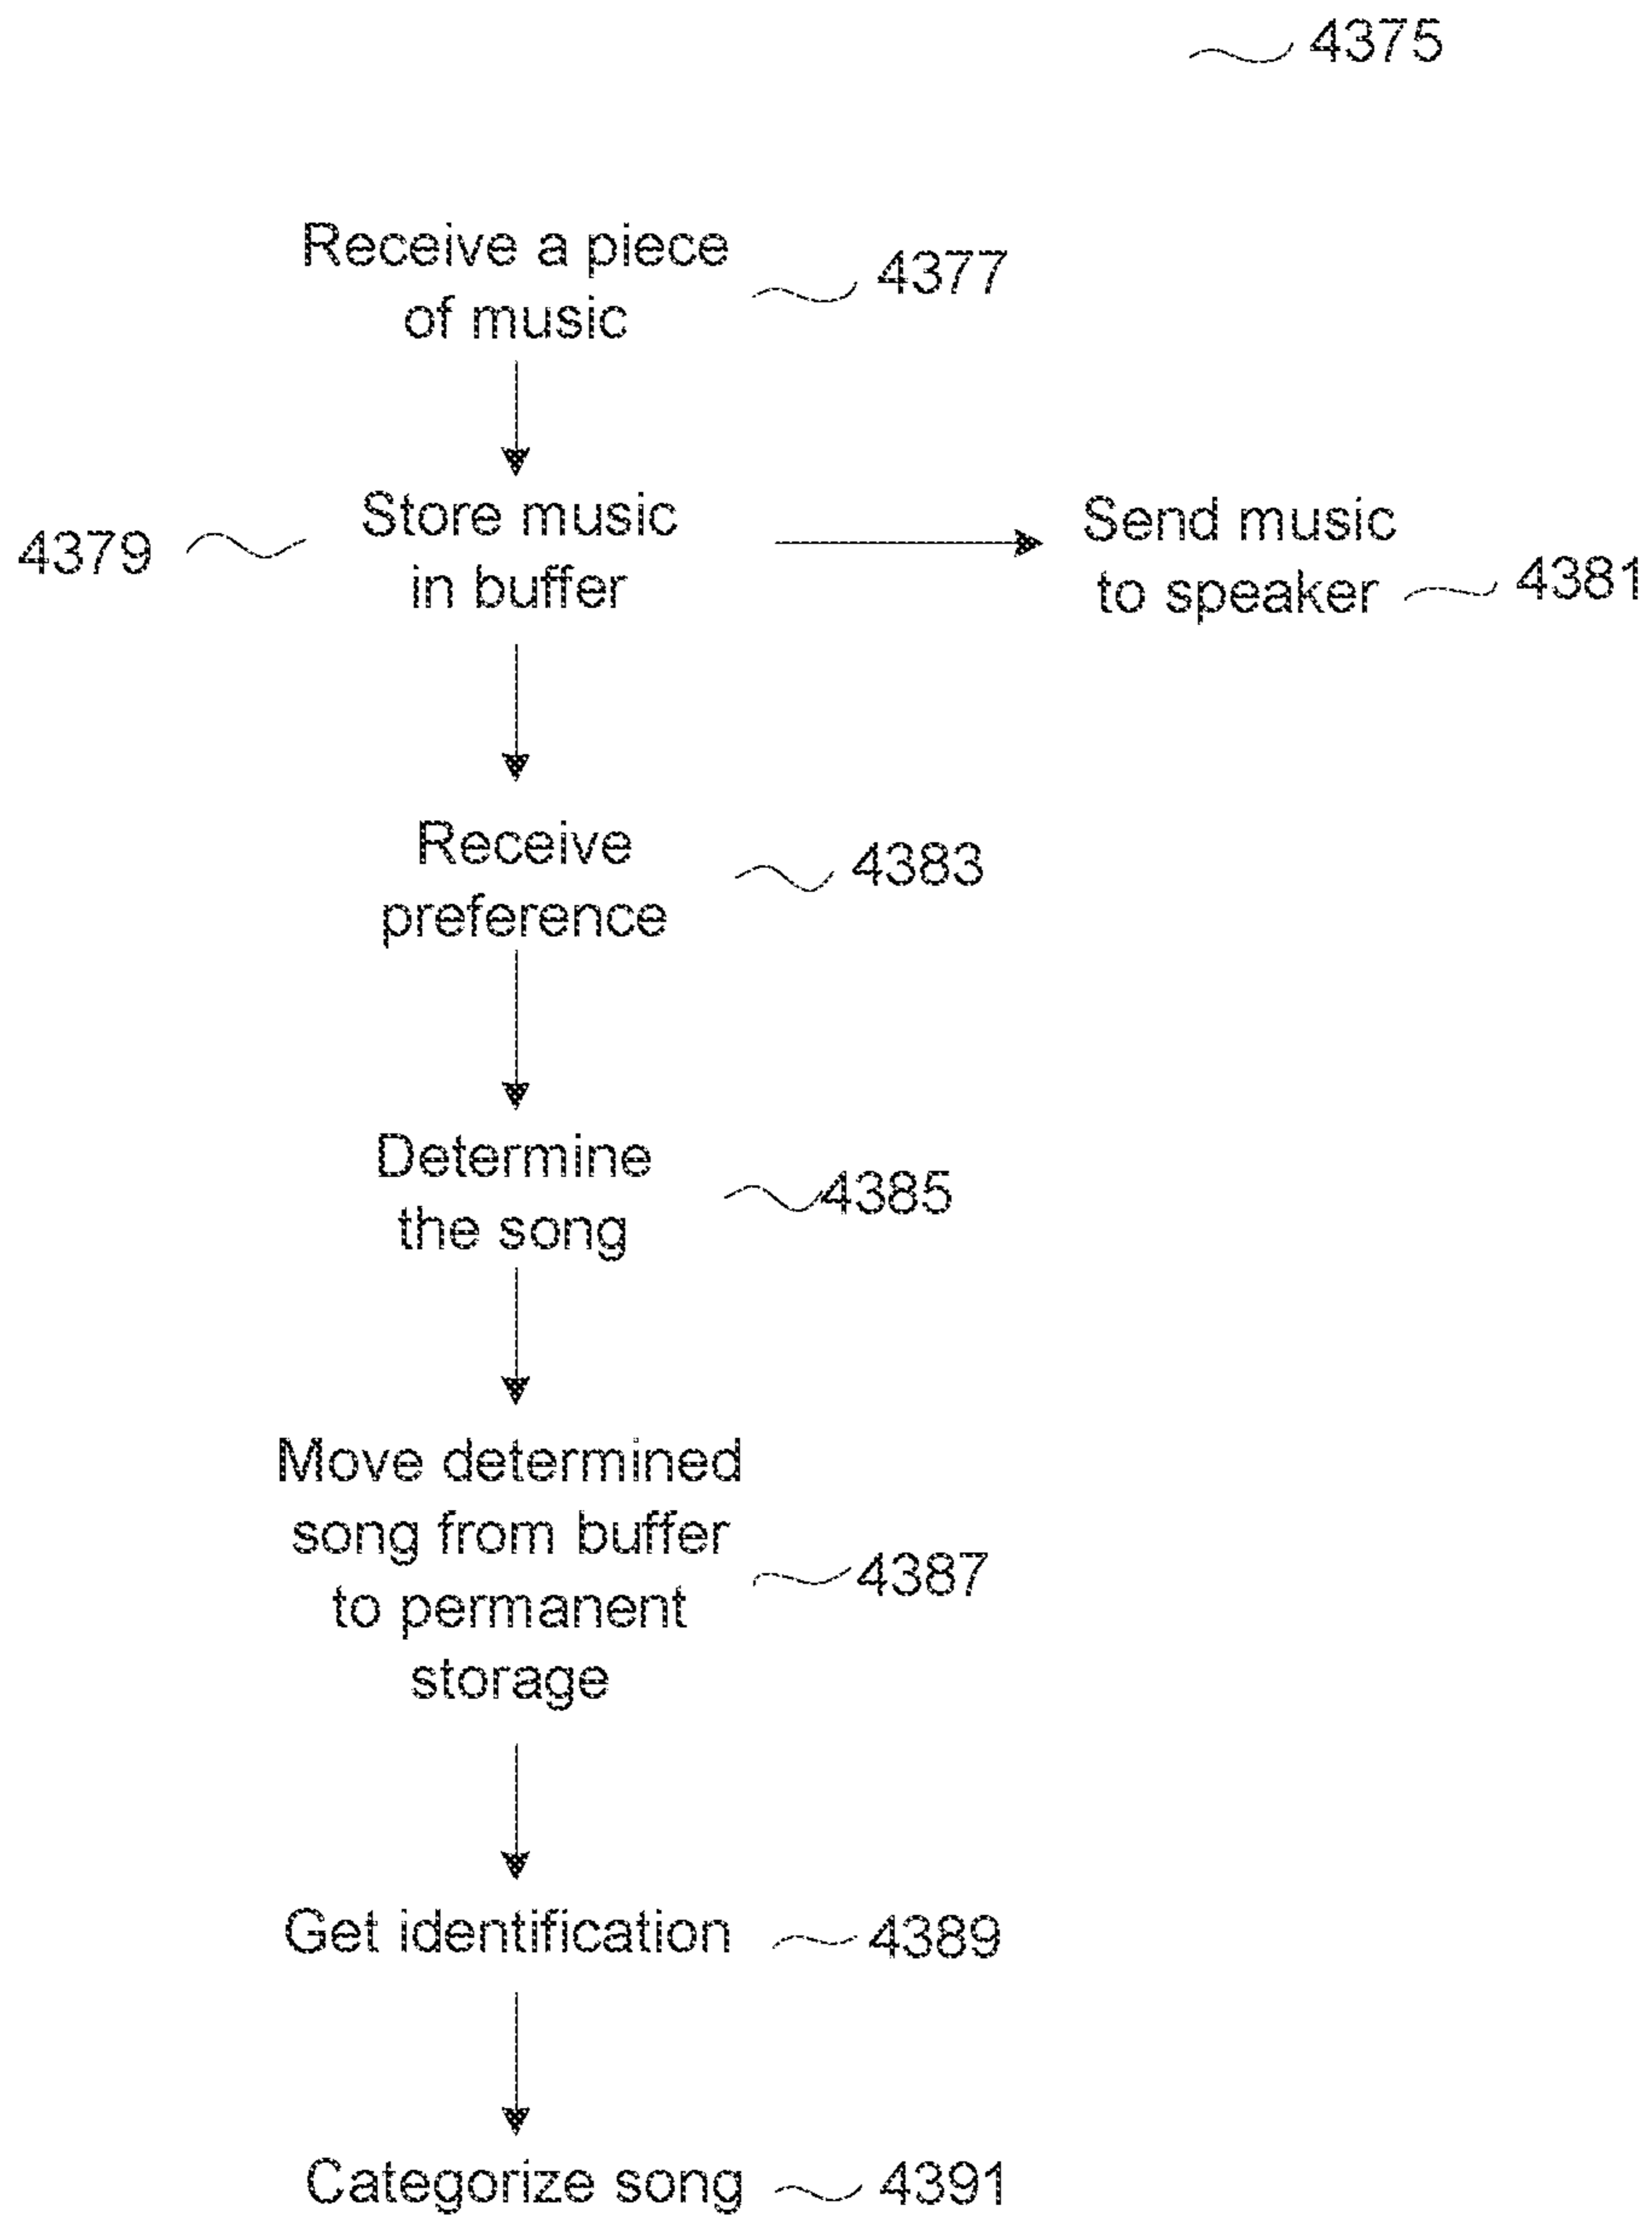 4375
Receive a piece
of music
4377
Store music
in buffer
4379
Send music
to speaker
4381
Receive
preference
4383
Determine
the song
4385
Move determined
song from buffer
to permanent
storage
4387
Get identification
4389
Categorize song
4391